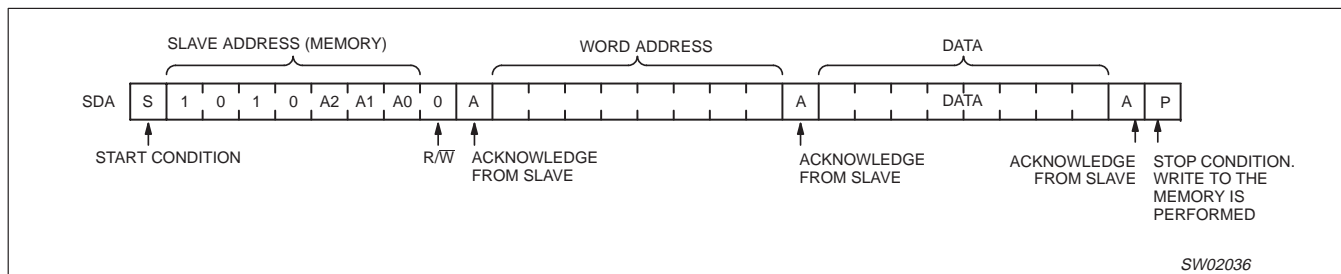 SLAVE ADDRESS (MEMORY) WORD ADDRESS DATA
SDA S 1 0 1 0 A2 A1 A0 0 A A DATA A P
START CONDITION
R/W̅
ACKNOWLEDGE
FROM SLAVE
ACKNOWLEDGE
FROM SLAVE
ACKNOWLEDGE
FROM SLAVE
STOP CONDITION.
WRITE TO THE
MEMORY IS
PERFORMED
SW02036